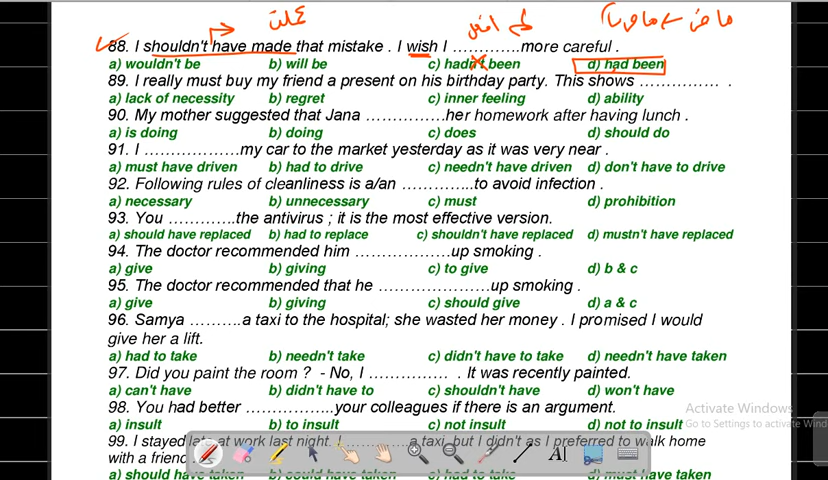 88. I shouldn't have made that mistake . I wish I ………….more careful .
a) wouldn't be b) will be c) hadn't been d) had been
89. I really must buy my friend a present on his birthday party. This shows …………… .
a) lack of necessity b) regret c) inner feeling d) ability
90. My mother suggested that Jana ……………her homework after having lunch .
a) is doing b) doing c) does d) should do
91. I ………………my car to the market yesterday as it was very near .
a) must have driven b) had to drive c) needn't have driven d) don't have to drive
92. Following rules of cleanliness is a/an …………..to avoid infection .
a) necessary b) unnecessary c) must d) prohibition
93. You ………….the antivirus ; it is the most effective version.
a) should have replaced b) had to replace c) shouldn't have replaced d) mustn't have replaced
94. The doctor recommended him ………………up smoking .
a) give b) giving c) to give d) b & c
95. The doctor recommended that he …………………up smoking .
a) give b) giving c) should give d) a & c
96. Samya ……….a taxi to the hospital; she wasted her money . I promised I would
give her a lift.
a) had to take b) needn't take c) didn't have to take d) needn't have taken
97. Did you paint the room ? - No, I …………… . It was recently painted.
a) can't have b) didn't have to c) shouldn't have d) won't have
98. You had better ……………..your colleagues if there is an argument.
a) insult b) to insult c) not insult d) not to insult
Activate Windows
Go to Settings to activate Wind
99. I stayed late at work last night. I …………a taxi, but I didn't as I preferred to walk home
with a friend
a) should have taken b) could have taken c) had to take d) must have taken